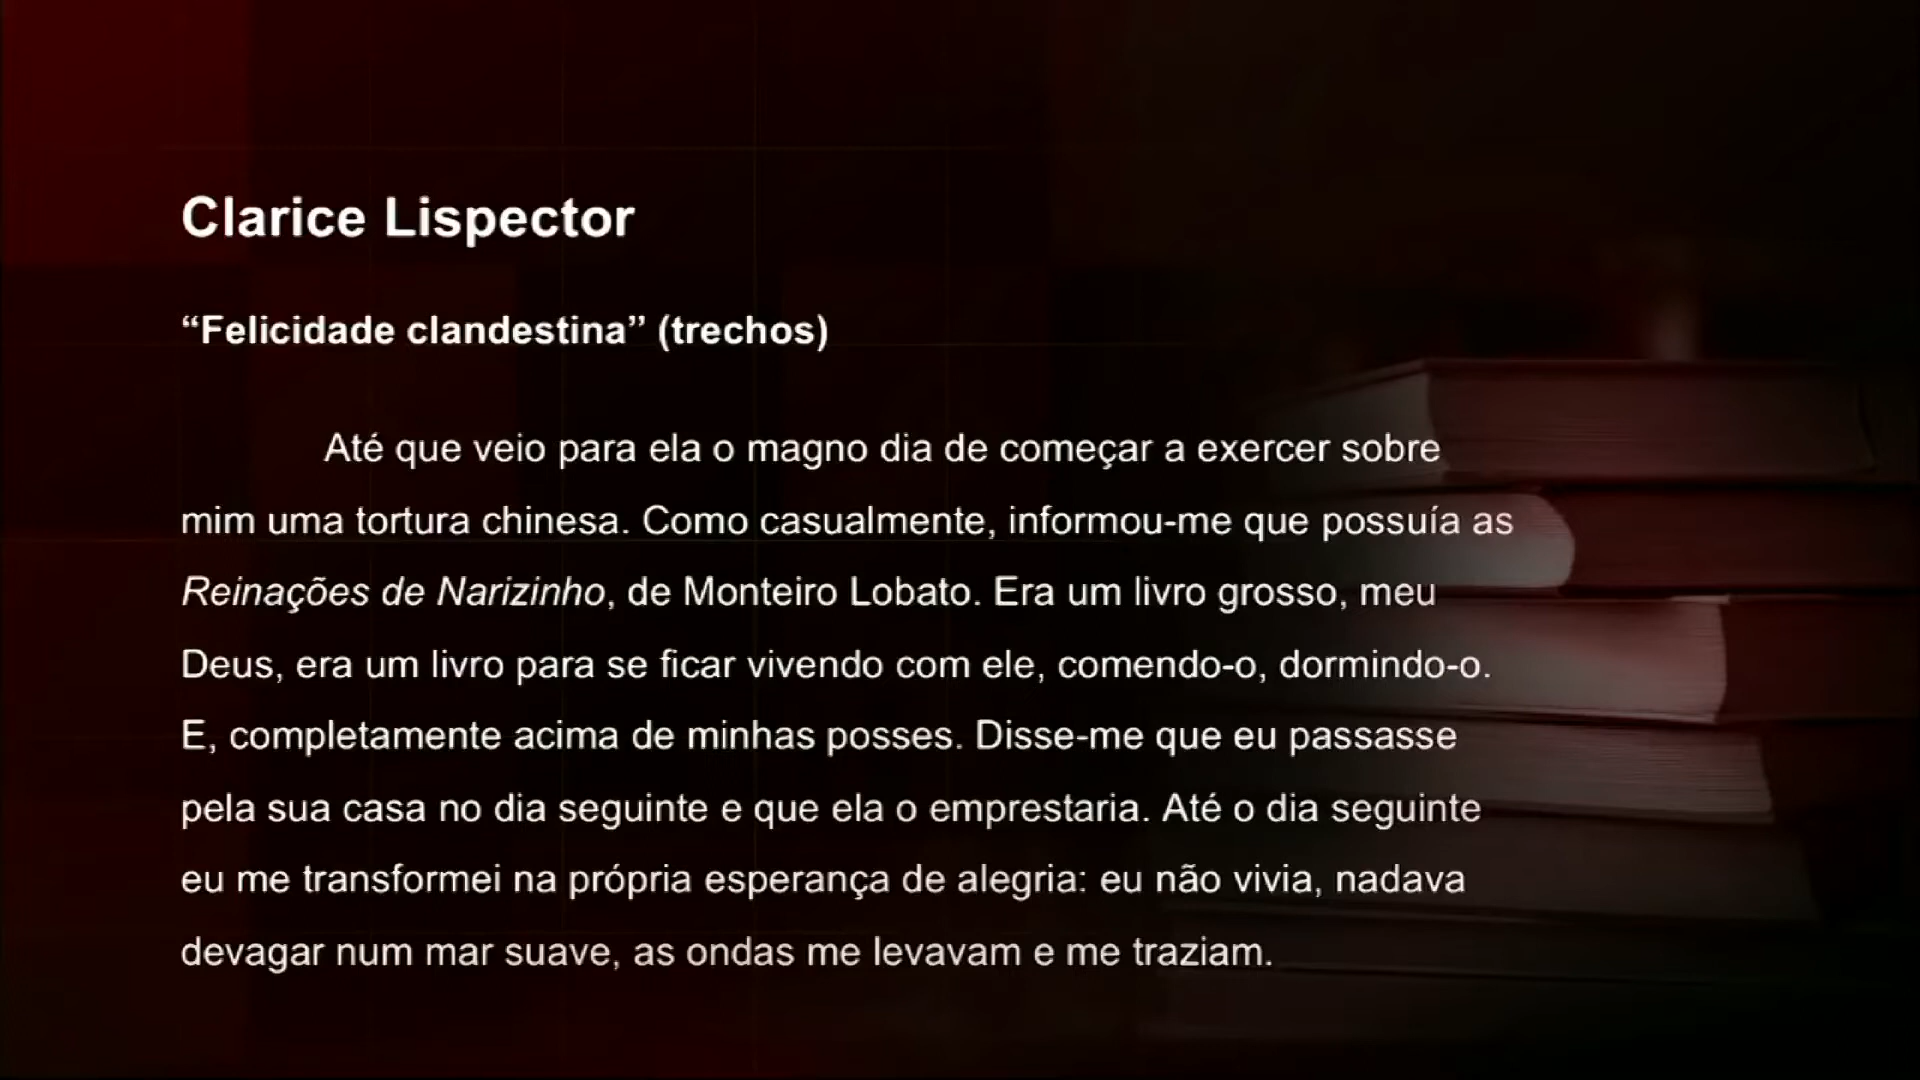 Clarice Lispector
“Felicidade clandestina” (trechos)
Até que veio para ela o magno dia de começar a exercer sobre
mim uma tortura chinesa. Como casualmente, informou-me que possuía as
Reinações de Narizinho, de Monteiro Lobato. Era um livro grosso, meu
Deus, era um livro para se ficar vivendo com ele, comendo-o, dormindo-o.
E, completamente acima de minhas posses. Disse-me que eu passasse
pela sua casa no dia seguinte e que ela o emprestaria. Até o dia seguinte
eu me transformei na própria esperança de alegria: eu não vivia, nadava
devagar num mar suave, as ondas me levavam e me traziam.